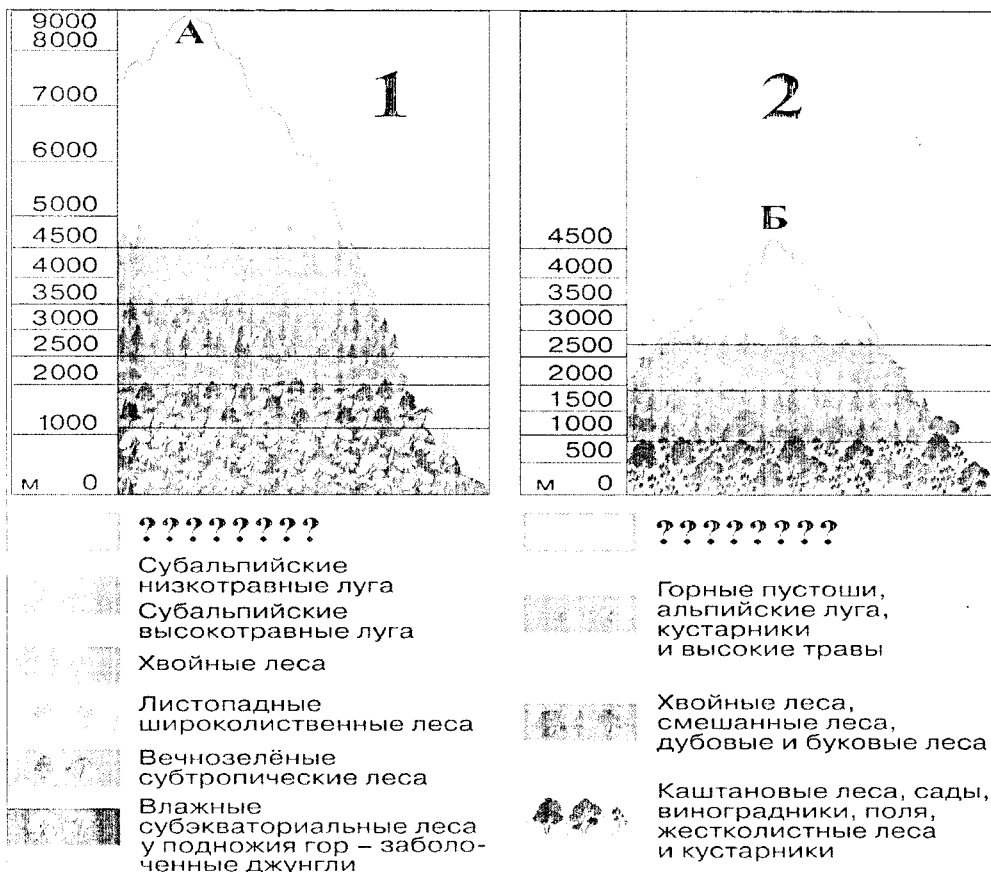 9000
8000
7000
6000
5000
4500
4000
3500
3000
2500
2000
1000
м 0
А
1
????????
Субальпийские
низкотравные луга
Субальпийские
высокотравные луга
Хвойные леса
Листопадные
широколиственные леса
Вечнозелёные
субтропические леса
Влажные
субэкваториальные леса
у подножия гор – заболо-
ченные джунгли
2
Б
4500
4000
3500
3000
2500
2000
1500
1000
500
м 0
????????
Горные пустоши,
альпийские луга,
кустарники
и высокие травы
Хвойные леса,
смешанные леса,
дубовые и буковые леса
Каштановые леса, сады,
виноградники, поля,
жестколистные леса
и кустарники